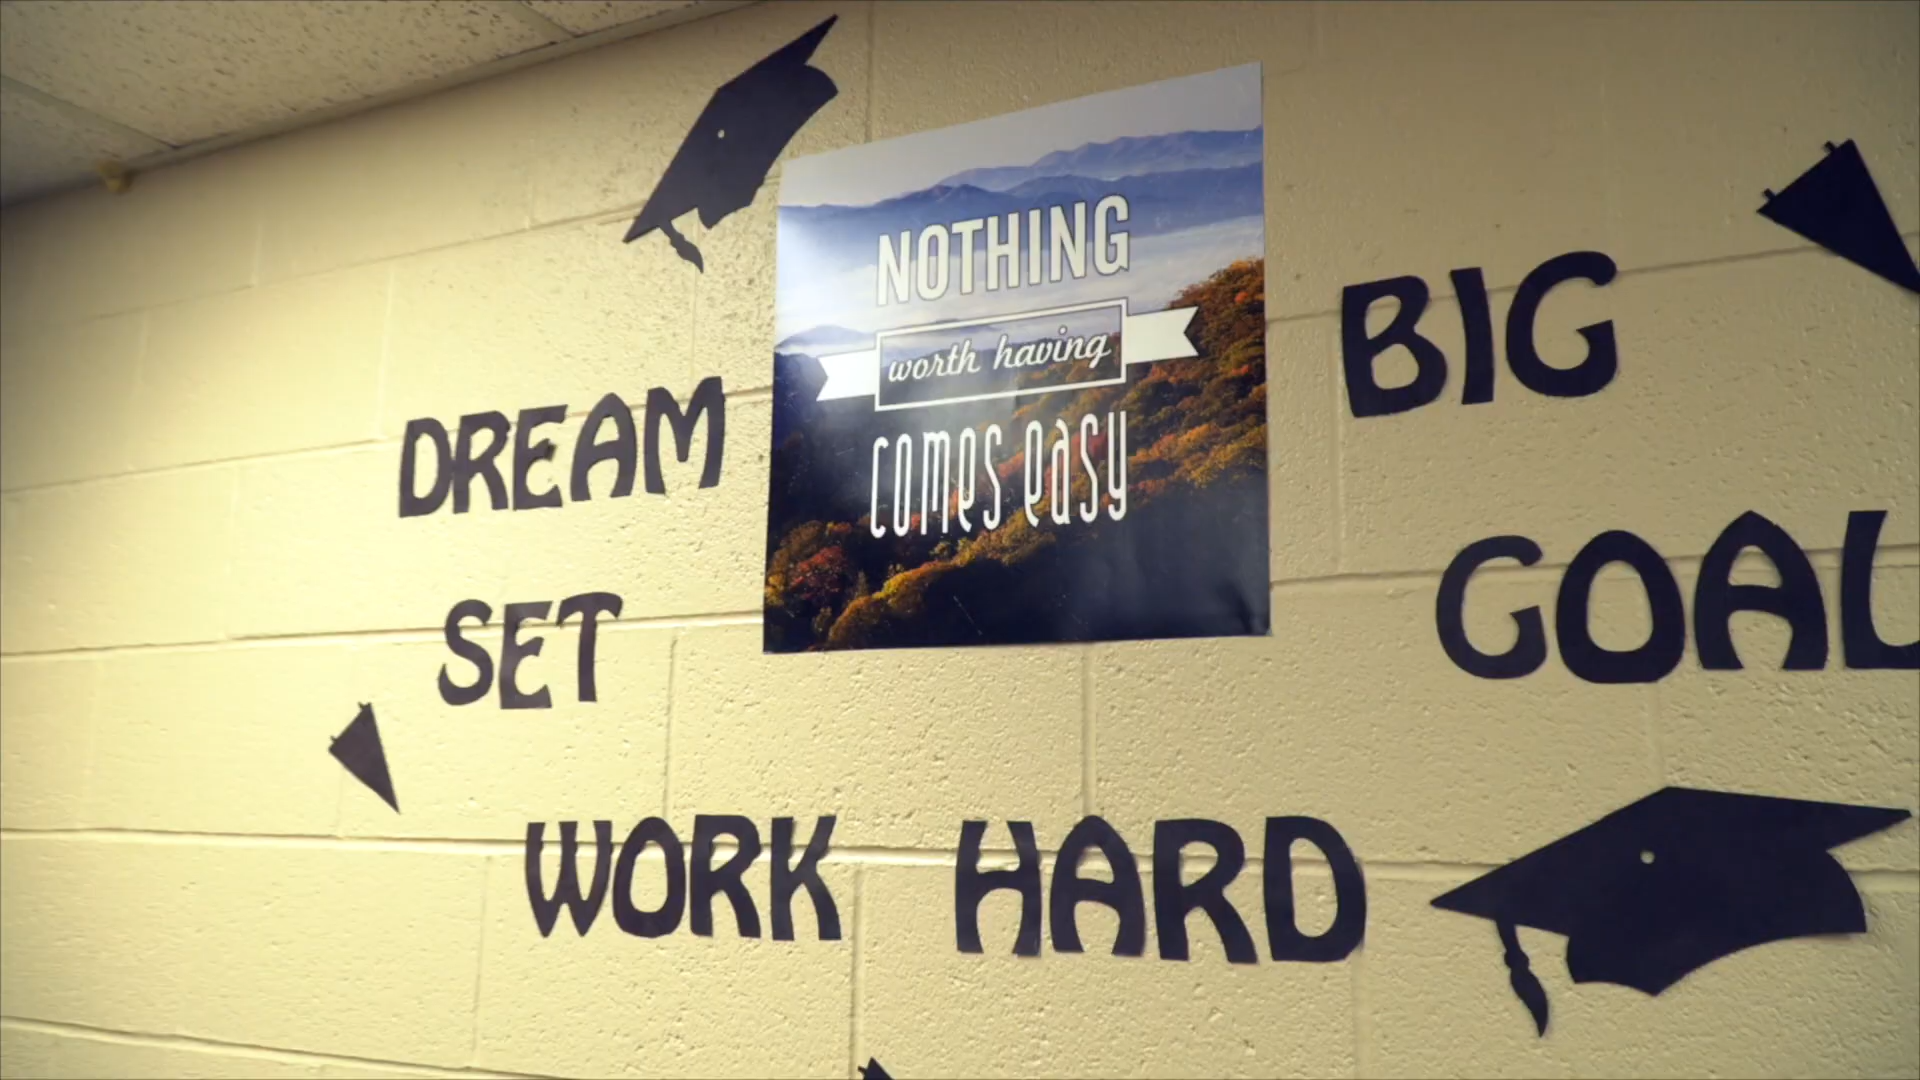 NOTHING
worth having
comes easy
DREAM BIG
SET GOAL
WORK HARD